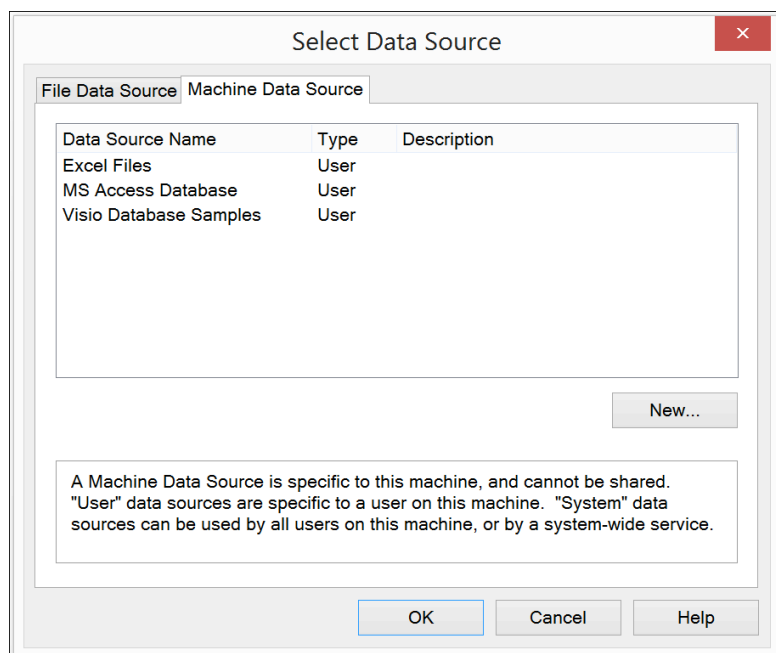 Select Data Source
File Data Source Machine Data Source
Data Source Name Type Description
Excel Files User
MS Access Database User
Visio Database Samples User
New...
A Machine Data Source is specific to this machine, and cannot be shared.
"User" data sources are specific to a user on this machine.  "System" data
sources can be used by all users on this machine, or by a system-wide service.
OK Cancel Help